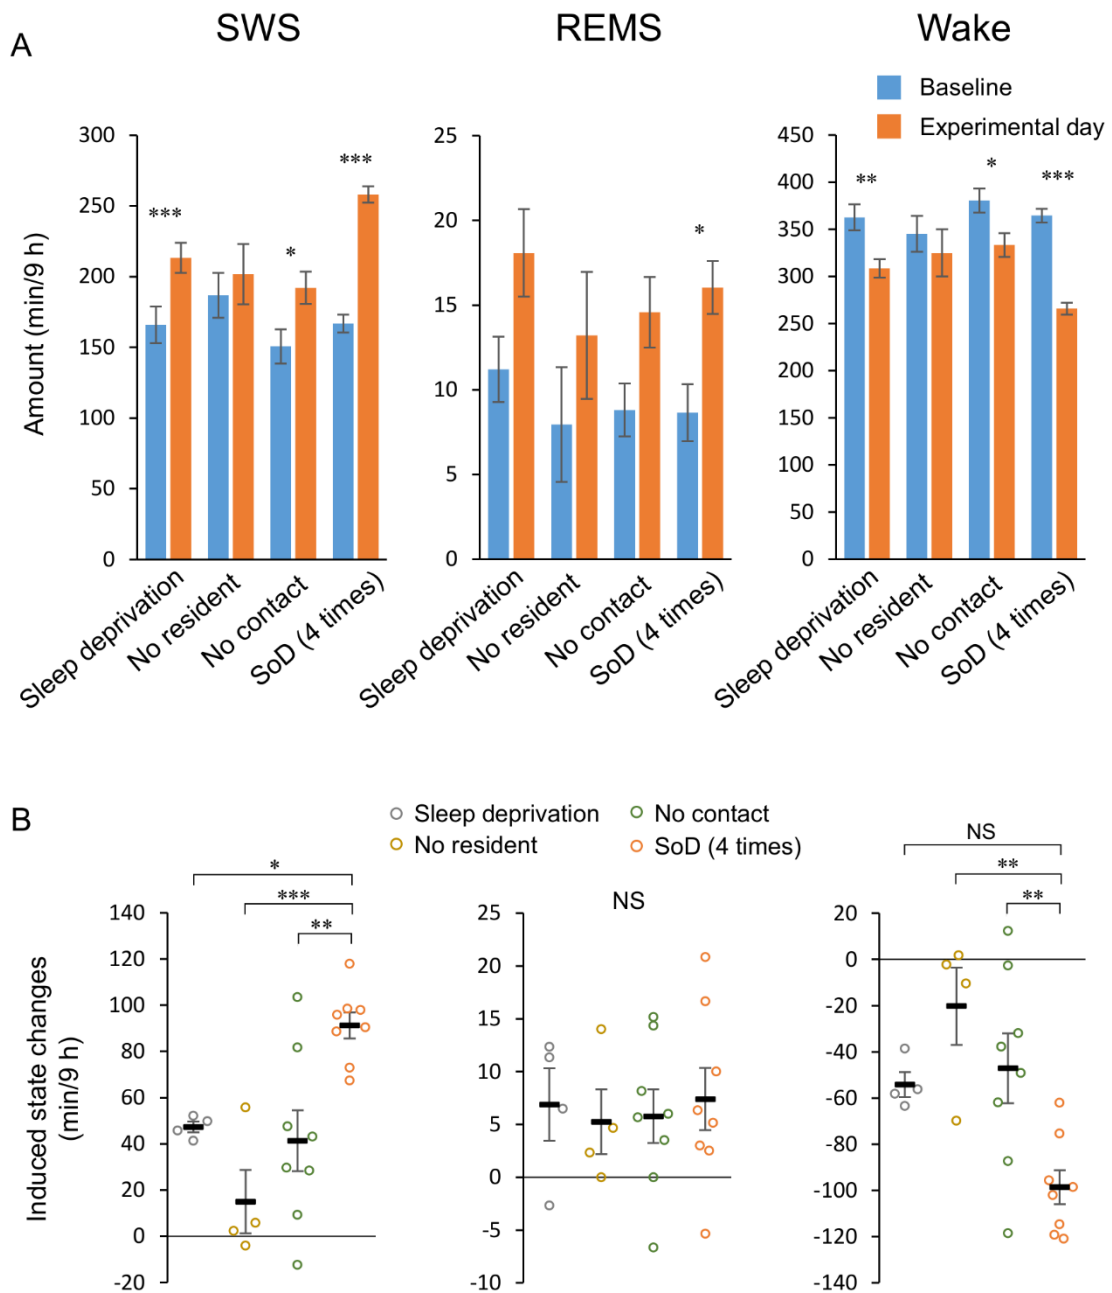 A
SWS
REMS
Wake
Baseline
Experimental day
Amount (min/9 h)
300
250
200
150
100
50
0
***
*
***
Sleep deprivation
No resident
No contact
SoD (4 times)
25
20
15
10
5
0
*
Sleep deprivation
No resident
No contact
SoD (4 times)
450
400
350
300
250
200
150
100
50
0
**
*
***
Sleep deprivation
No resident
No contact
SoD (4 times)
B
Sleep deprivation
No contact
No resident
SoD (4 times)
Induced state changes
(min/9 h)
*
***
**
140
120
100
80
60
40
20
0
-20
NS
25
20
15
10
5
0
-5
-10
NS
**
**
20
0
-20
-40
-60
-80
-100
-120
-140